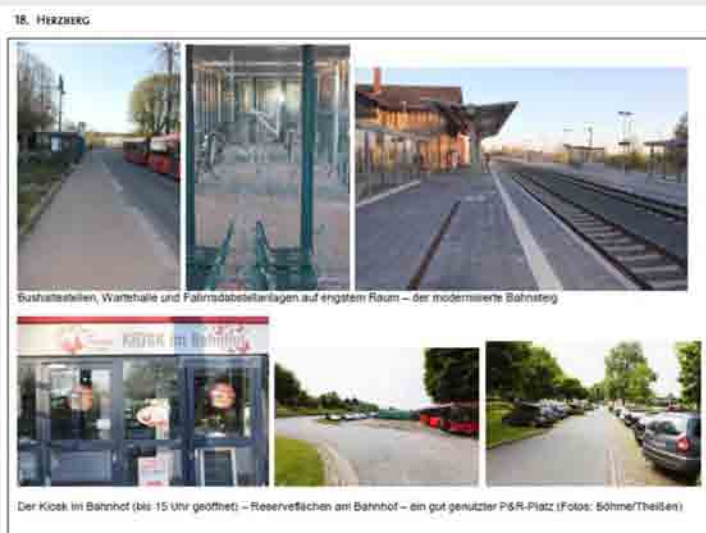 18. HERZBERG
Bushaltestellen, Wartehalle und Fahrradabstellanlagen auf engstem Raum – der modernisierte Bahnsteig
KIOSK im Bahnhof
Der Kiosk im Bahnhof (bis 15 Uhr geöffnet) – Reserveflächen am Bahnhof – ein gut genutzter P&R-Platz (Fotos: Böhme/Theißen)